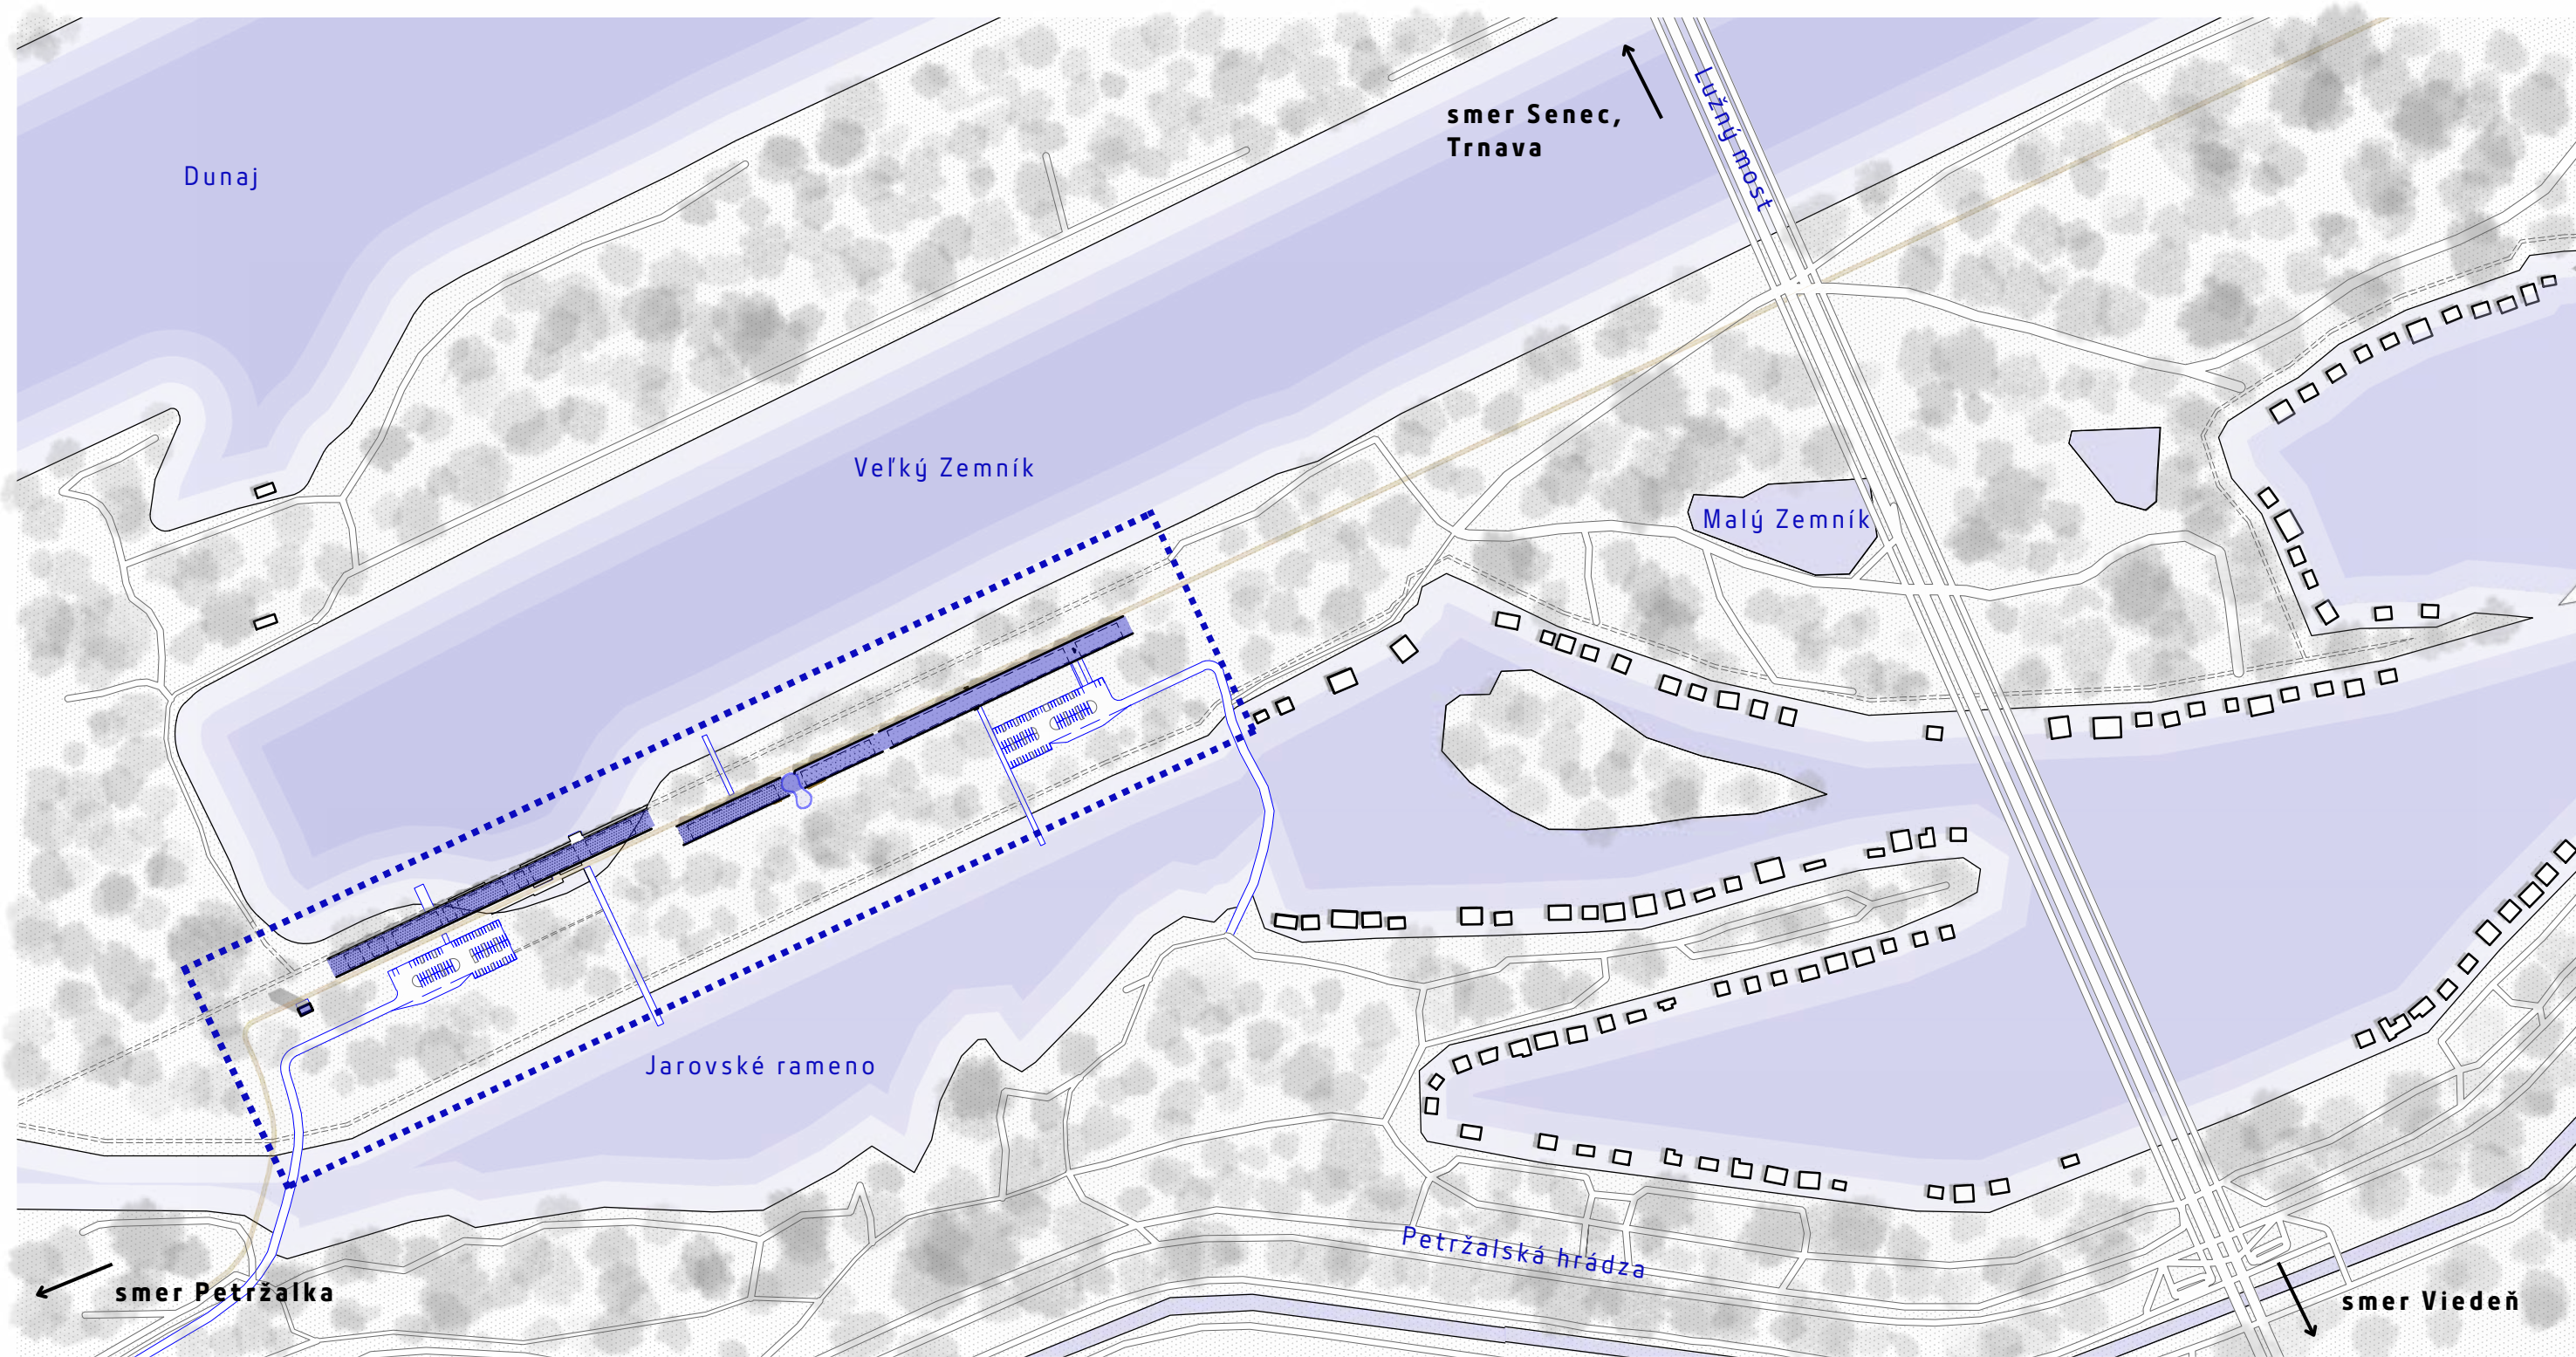 smer Senec,
Trnava
Lužný most
Dunaj
Veľký Zemník
Malý Zemník
Jarovské rameno
Petržalská hrádza
smer Petržalka
smer Viedeň